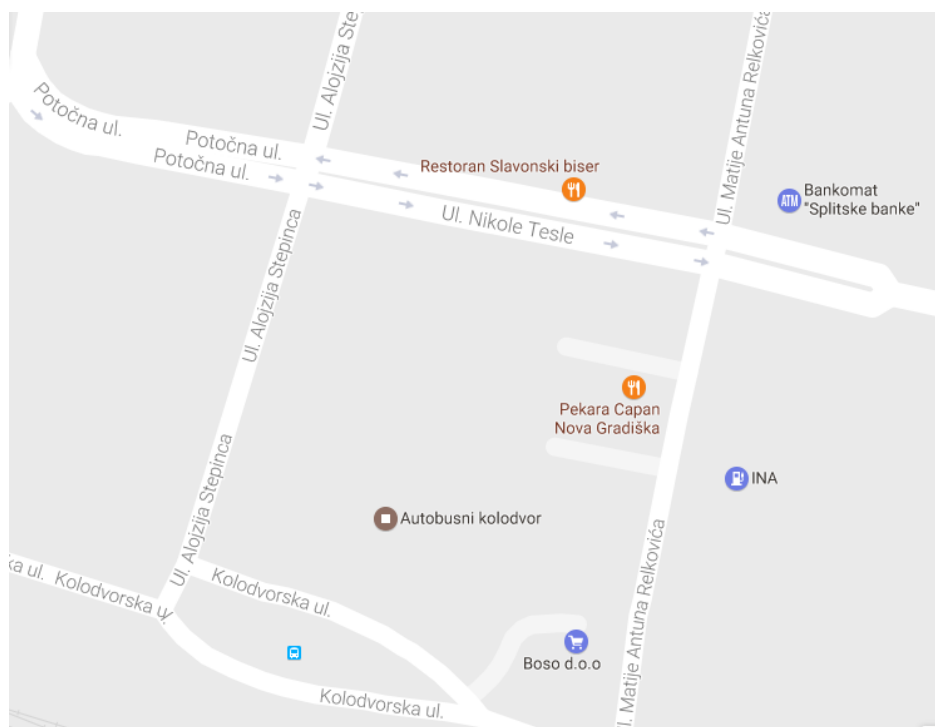 Ul. Alojzija Ste
Ul. Matije Antuna Relkovića
Potočna ul.
Potočna ul.
Potočna ul.
Restoran Slavonski biser
ATM
Bankomat
"Splitske banke"
Ul. Nikole Tesle
Ul. Alojzija Stepinca
Pekara Capan
Nova Gradiška
Ul. Alojzija Stepinca
INA
Autobusni kolodvor
Ul. Matije Antuna Relkovića
ka ul.
Kolodvorska ul.
Kolodvorska ul.
Boso d.o.o
Kolodvorska ul.